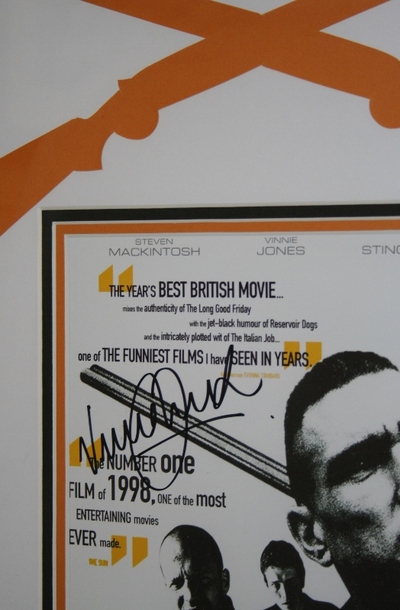 STEVEN MACKINTOSH
VINNIE JONES
STING
THE YEAR'S BEST BRITISH MOVIE...
mixes the authenticity of The Long Good Friday
with the jet-black humour of Reservoir Dogs
and the intricately plotted wit of The Italian Job...
one of THE FUNNIEST FILMS I have SEEN IN YEARS.
The NUMBER one
FILM of 1998, ONE of the most
ENTERTAINING movies
EVER made.
THE SUN